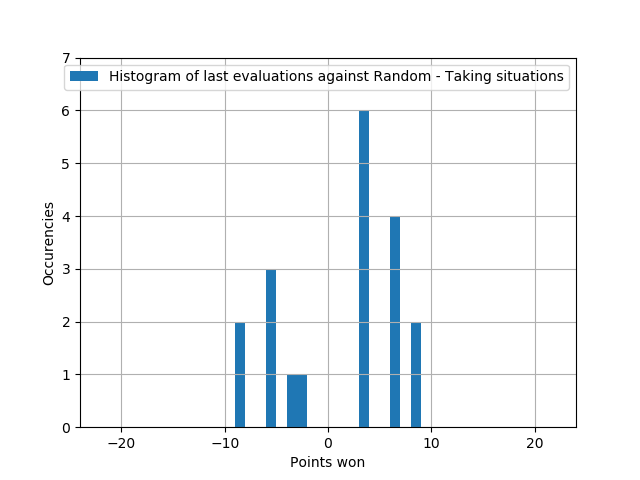 Histogram of last evaluations against Random - Taking situations
7
6
5
4
3
2
1
0
Occurencies
−20 −10 0 10 20
Points won